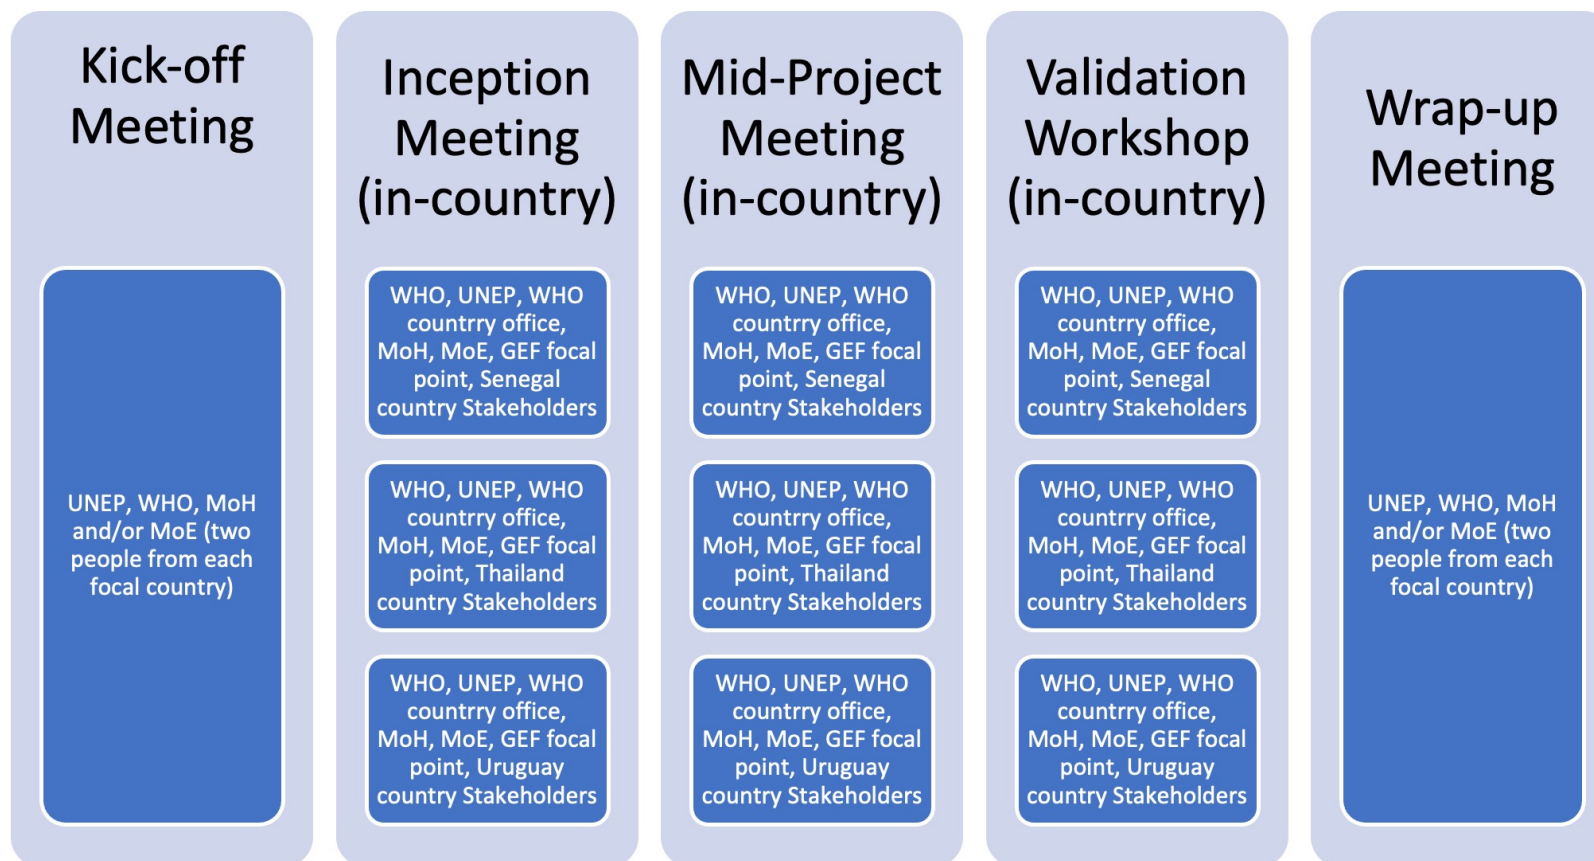 Kick-off
Meeting
UNEP, WHO, MoH
and/or MoE (two
people from each
focal country)
Inception
Meeting
(in-country)
WHO, UNEP, WHO
countrry office,
MoH, MoE, GEF focal
point, Senegal
country Stakeholders
WHO, UNEP, WHO
countrry office,
MoH, MoE, GEF focal
point, Thailand
country Stakeholders
WHO, UNEP, WHO
countrry office,
MoH, MoE, GEF focal
point, Uruguay
country Stakeholders
Mid-Project
Meeting
(in-country)
WHO, UNEP, WHO
countrry office,
MoH, MoE, GEF focal
point, Senegal
country Stakeholders
WHO, UNEP, WHO
countrry office,
MoH, MoE, GEF focal
point, Thailand
country Stakeholders
WHO, UNEP, WHO
countrry office,
MoH, MoE, GEF focal
point, Uruguay
country Stakeholders
Validation
Workshop
(in-country)
WHO, UNEP, WHO
countrry office,
MoH, MoE, GEF focal
point, Senegal
country Stakeholders
WHO, UNEP, WHO
countrry office,
MoH, MoE, GEF focal
point, Thailand
country Stakeholders
WHO, UNEP, WHO
countrry office,
MoH, MoE, GEF focal
point, Uruguay
country Stakeholders
Wrap-up
Meeting
UNEP, WHO, MoH
and/or MoE (two
people from each
focal country)